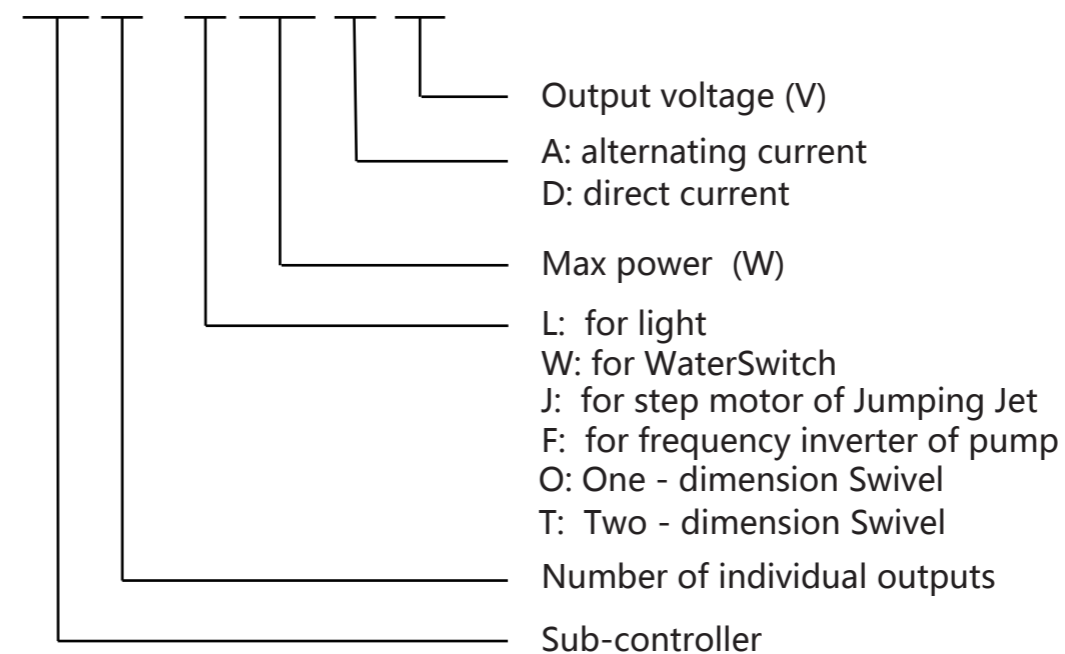 Output voltage (V)
A: alternating current
D: direct current
Max power (W)
L: for light
W: for WaterSwitch
J: for step motor of Jumping Jet
F: for frequency inverter of pump
O: One - dimension Swivel
T: Two - dimension Swivel
Number of individual outputs
Sub-controller